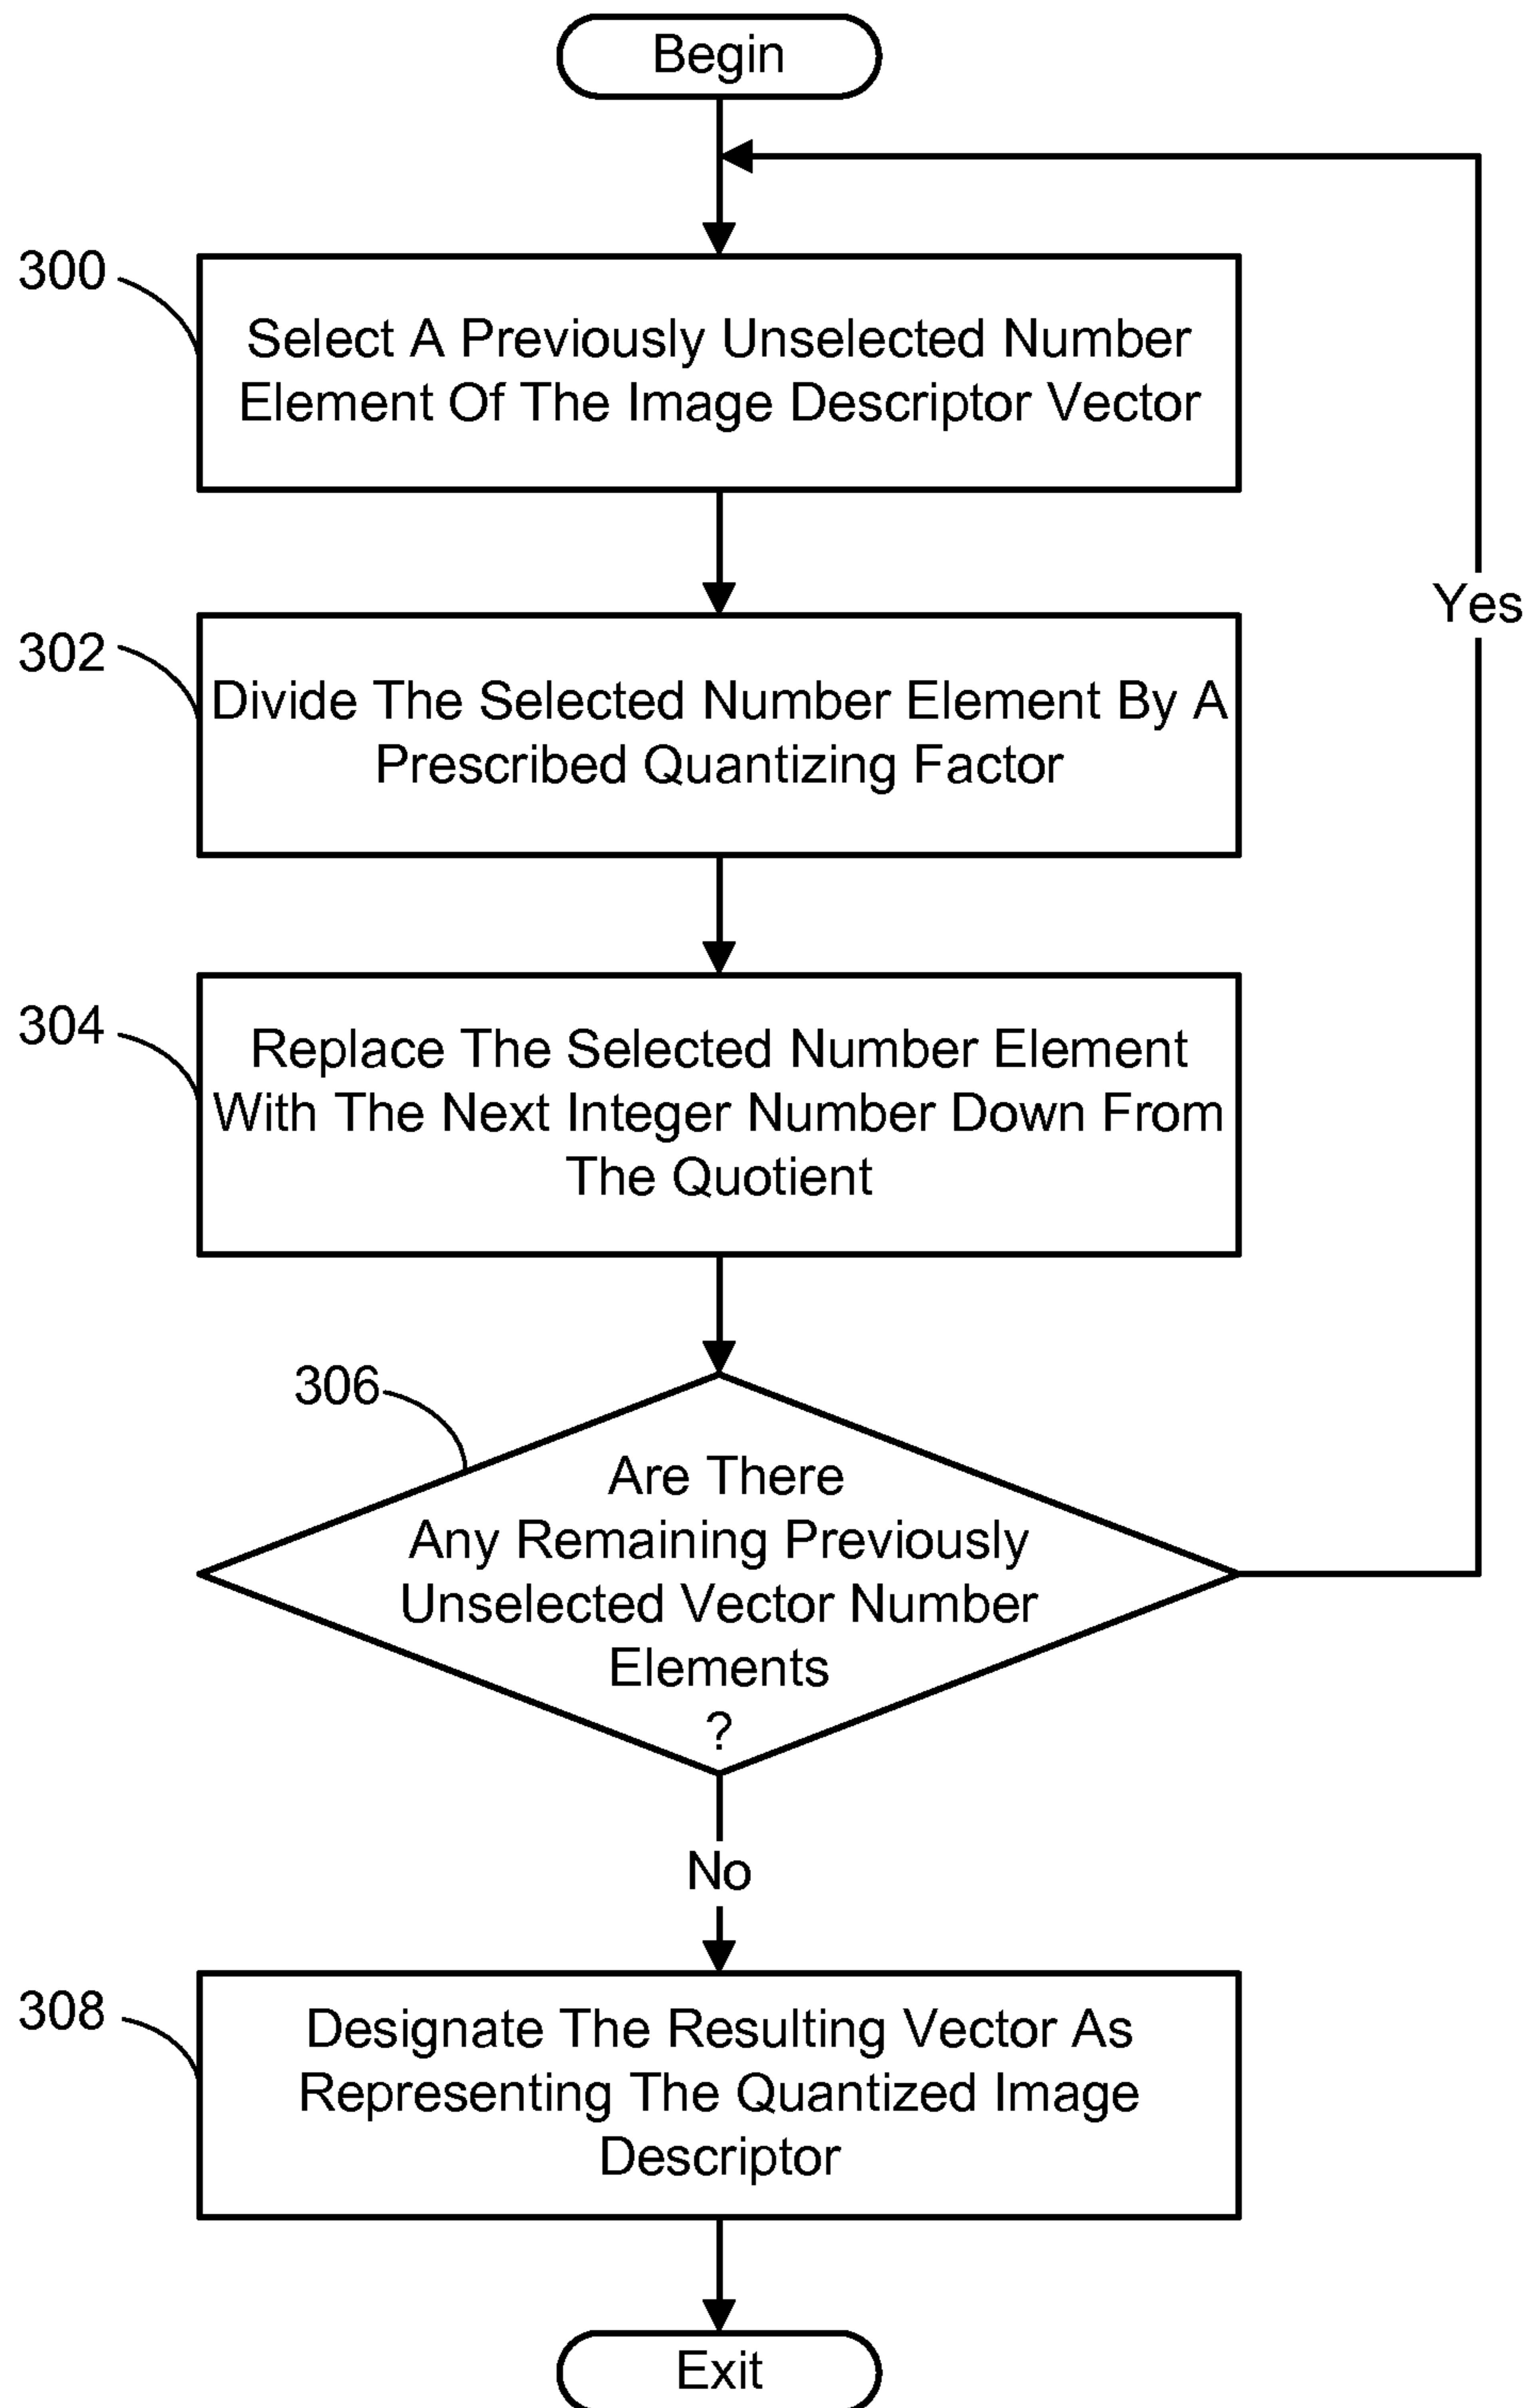 Begin
300
Select A Previously Unselected Number
Element Of The Image Descriptor Vector
302
Divide The Selected Number Element By A
Prescribed Quantizing Factor
Yes
304
Replace The Selected Number Element
With The Next Integer Number Down From
The Quotient
306
Are There
Any Remaining Previously
Unselected Vector Number
Elements
?
No
308
Designate The Resulting Vector As
Representing The Quantized Image
Descriptor
Exit